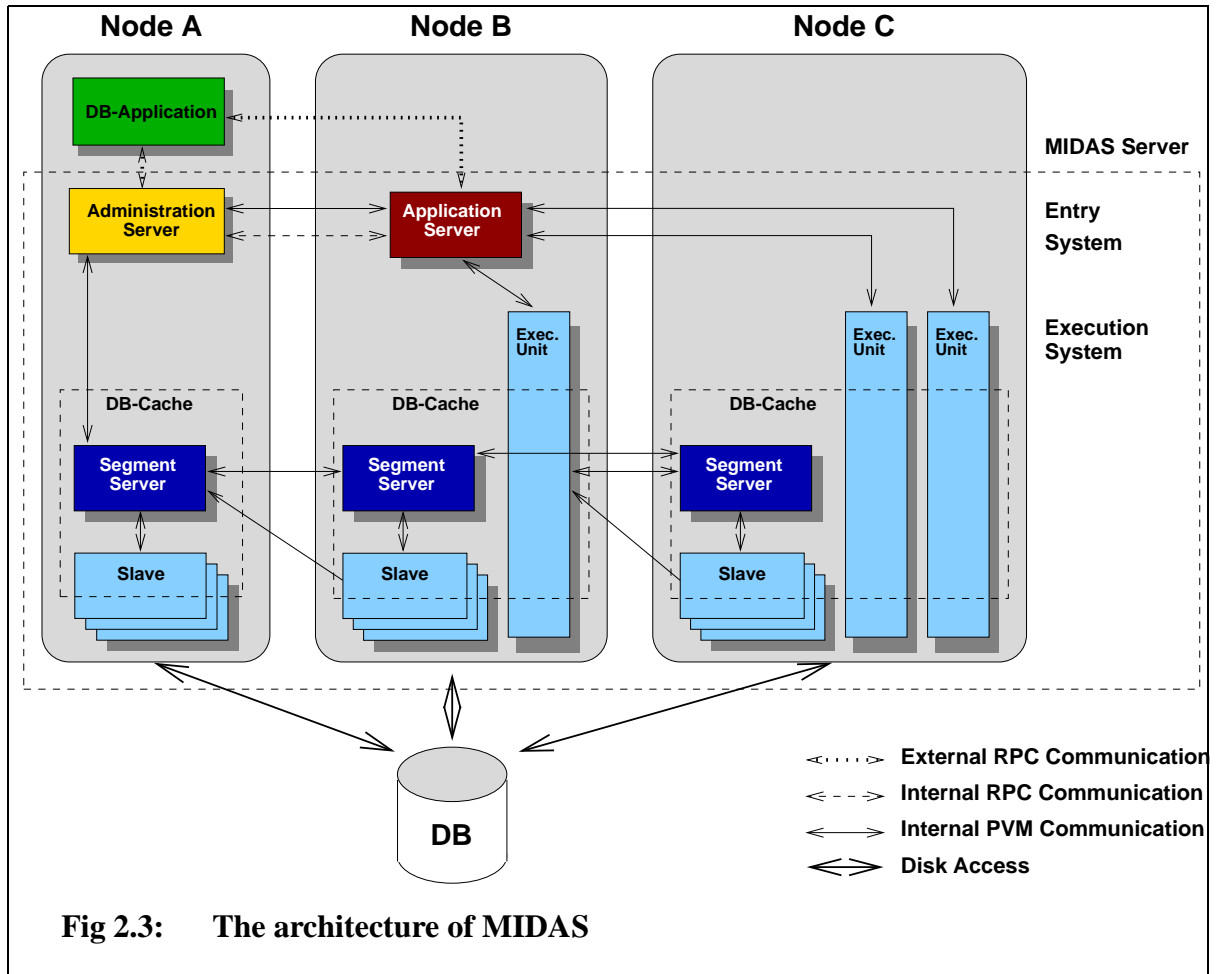 Node A
Node B
Node C
DB-Application
MIDAS Server
Administration
Server
Application
Server
Entry
System
Exec.
Unit
Exec.
Unit
Exec.
Unit
Execution
System
DB-Cache
DB-Cache
DB-Cache
Segment
Server
Segment
Server
Segment
Server
Slave
Slave
Slave
DB
External RPC Communication
Internal RPC Communication
Internal PVM Communication
Disk Access
Fig 2.3: The architecture of MIDAS